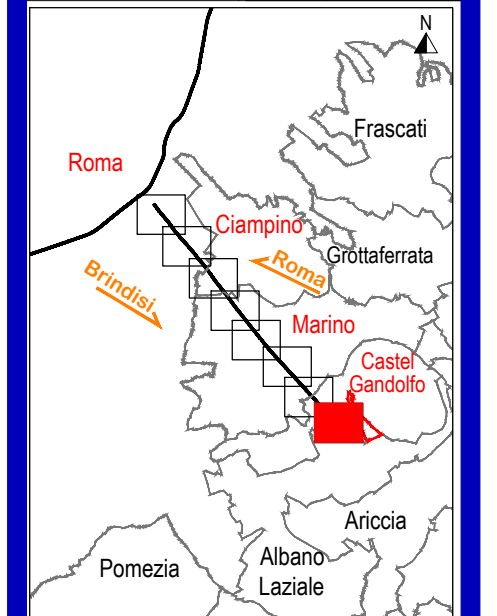 N
Frascati
Roma
Ciampino
Grottaferrata
Roma
Brindisi
Marino
Castel
Gandolfo
Ariccia
Albano
Laziale
Pomezia